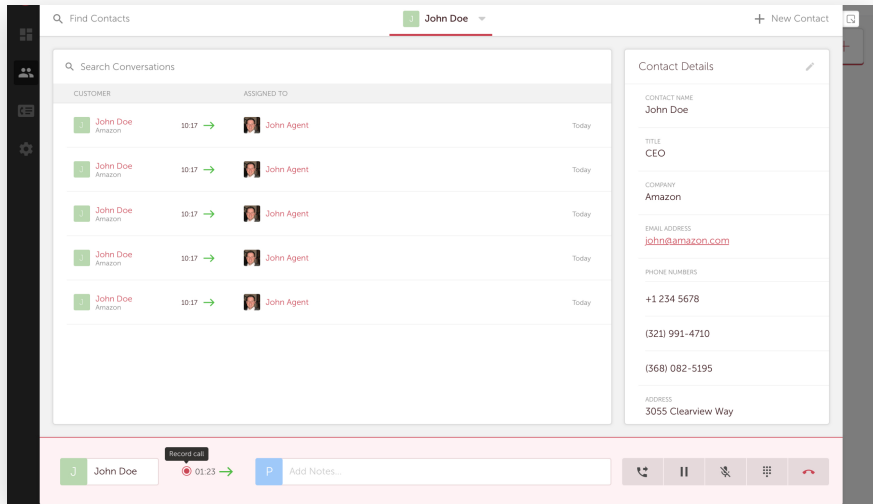 Find Contacts
J John Doe
+ New Contact
Search Conversations
CUSTOMER ASSIGNED TO
J John Doe 10:17 → John Agent Today
Amazon
J John Doe 10:17 → John Agent Today
Amazon
J John Doe 10:17 → John Agent Today
Amazon
J John Doe 10:17 → John Agent Today
Amazon
J John Doe 10:17 → John Agent Today
Amazon
Contact Details
CONTACT NAME
John Doe
TITLE
CEO
COMPANY
Amazon
EMAIL ADDRESS
john@amazon.com
PHONE NUMBERS
+1 234 5678
(321) 991-4710
(368) 082-5195
ADDRESS
3055 Clearview Way
Record call
J John Doe 01:23 → P Add Notes...